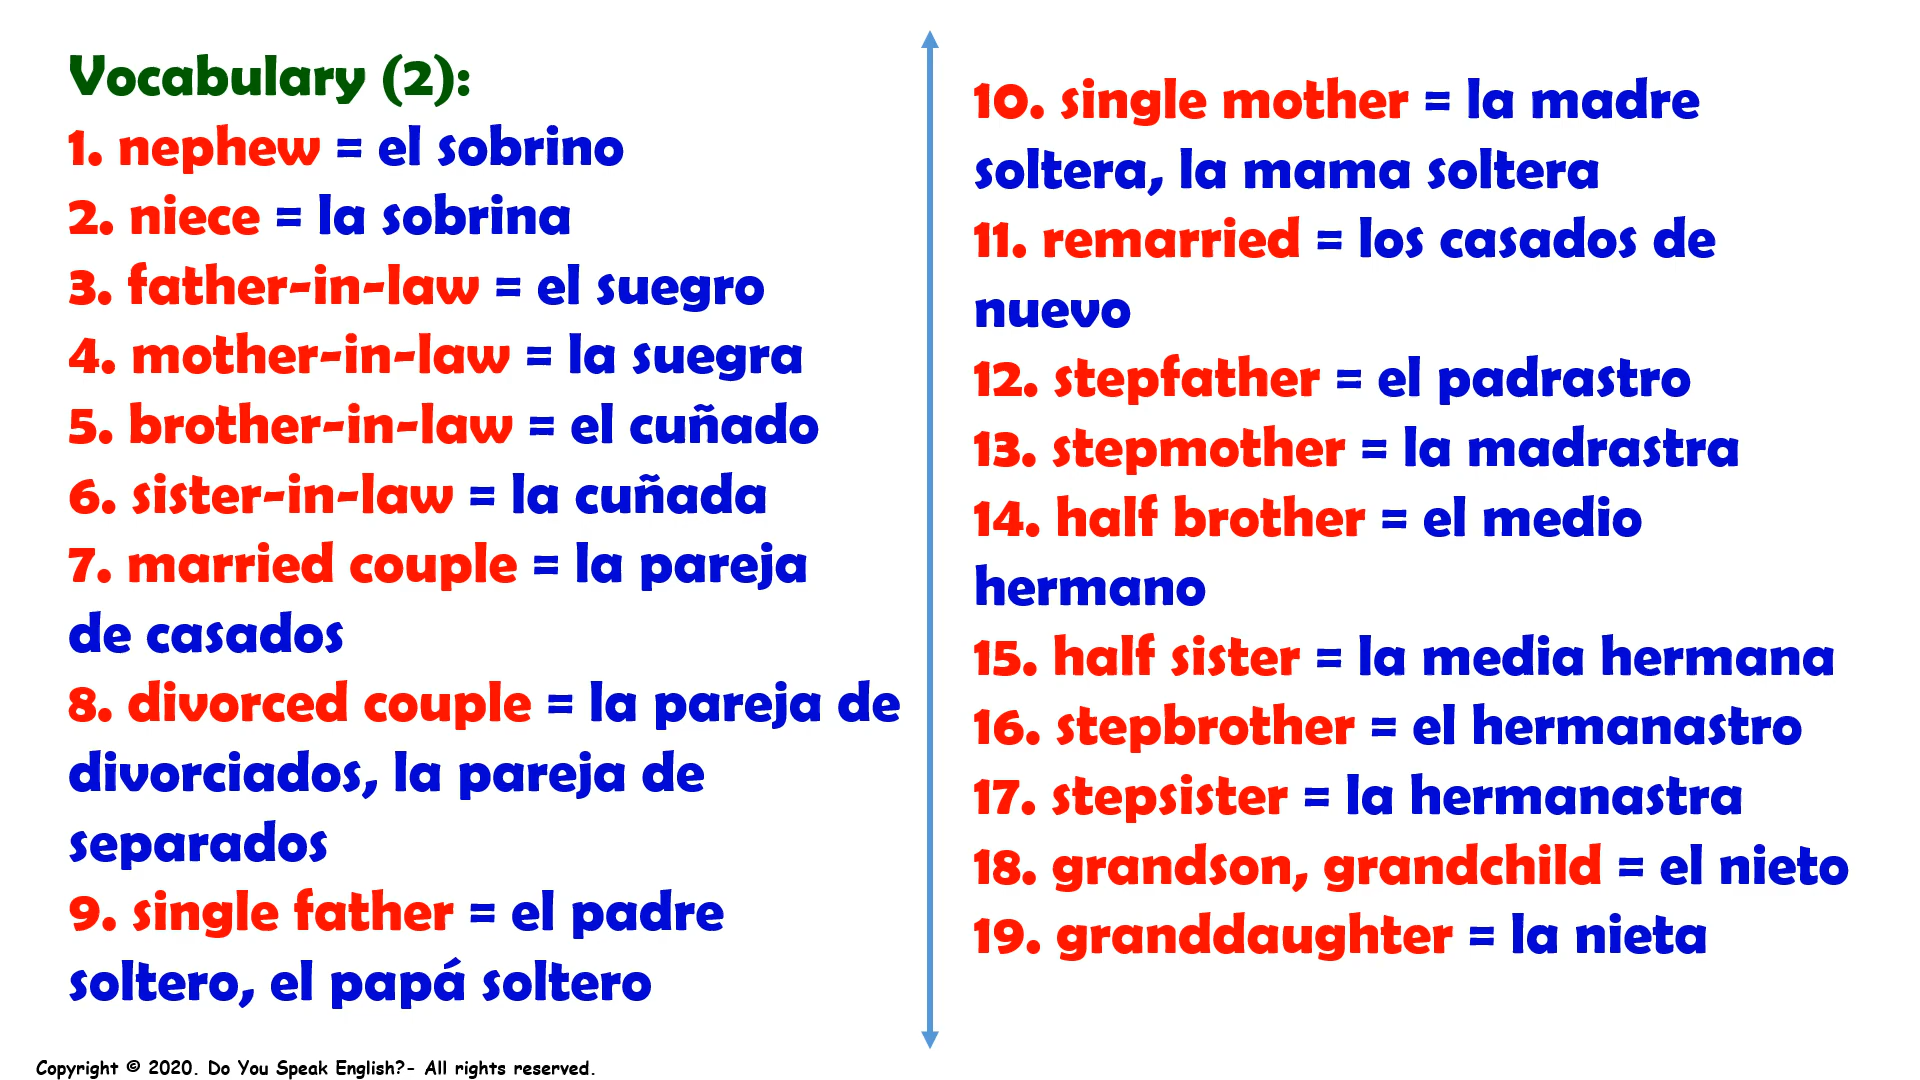 Vocabulary (2):
1. nephew = el sobrino
2. niece = la sobrina
3. father-in-law = el suegro
4. mother-in-law = la suegra
5. brother-in-law = el cuñado
6. sister-in-law = la cuñada
7. married couple = la pareja
de casados
8. divorced couple = la pareja de
divorciados, la pareja de
separados
9. single father = el padre
soltero, el papá soltero
10. single mother = la madre
soltera, la mama soltera
11. remarried = los casados de
nuevo
12. stepfather = el padrastro
13. stepmother = la madrastra
14. half brother = el medio
hermano
15. half sister = la media hermana
16. stepbrother = el hermanastro
17. stepsister = la hermanastra
18. grandson, grandchild = el nieto
19. granddaughter = la nieta
Copyright © 2020. Do You Speak English?- All rights reserved.